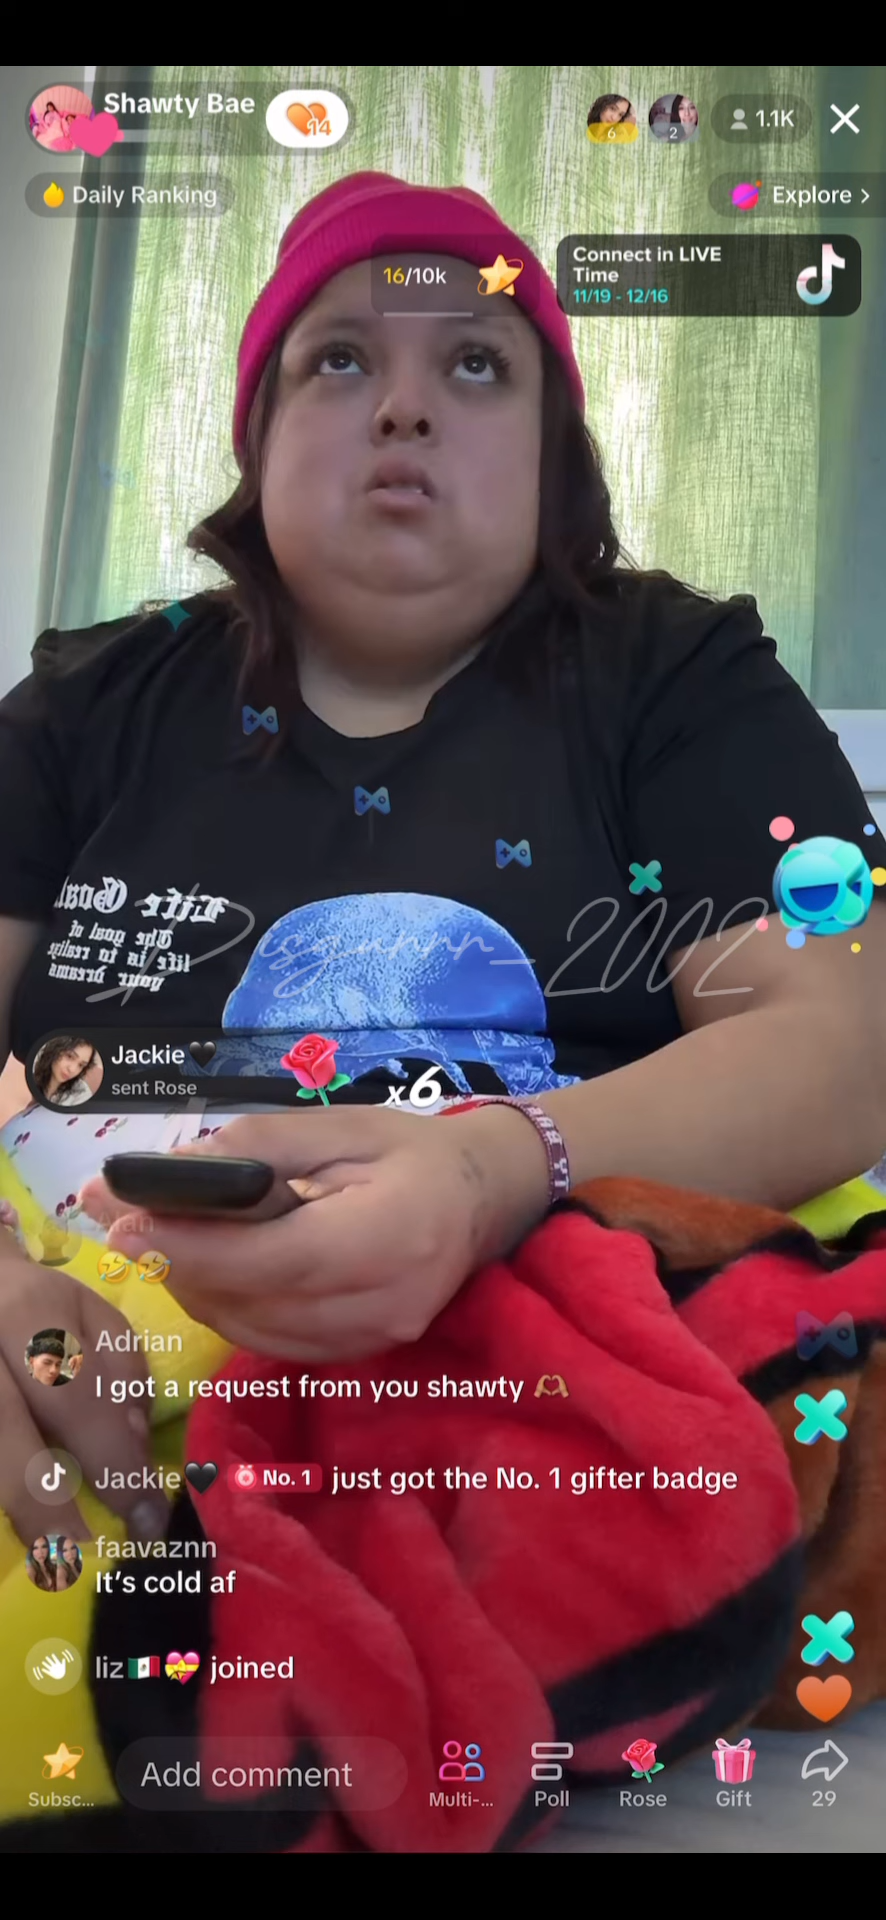 Shawty Bae
14
6
2
1.1K
Daily Ranking
Explore >
16/10k
Connect in LIVE
Time
11/19 - 12/16
Life Goal
The goal of
life is to realize
your dreams
Jackie🖤
sent Rose
x6
Alan
🤣🤣
Adrian
I got a request from you shawty 🫶🏽
Jackie🖤 No. 1 just got the No. 1 gifter badge
faavaznn
It's cold af
liz🇲🇽💝 joined
Subsc...
Add comment
Multi-...
Poll
Rose
Gift
29